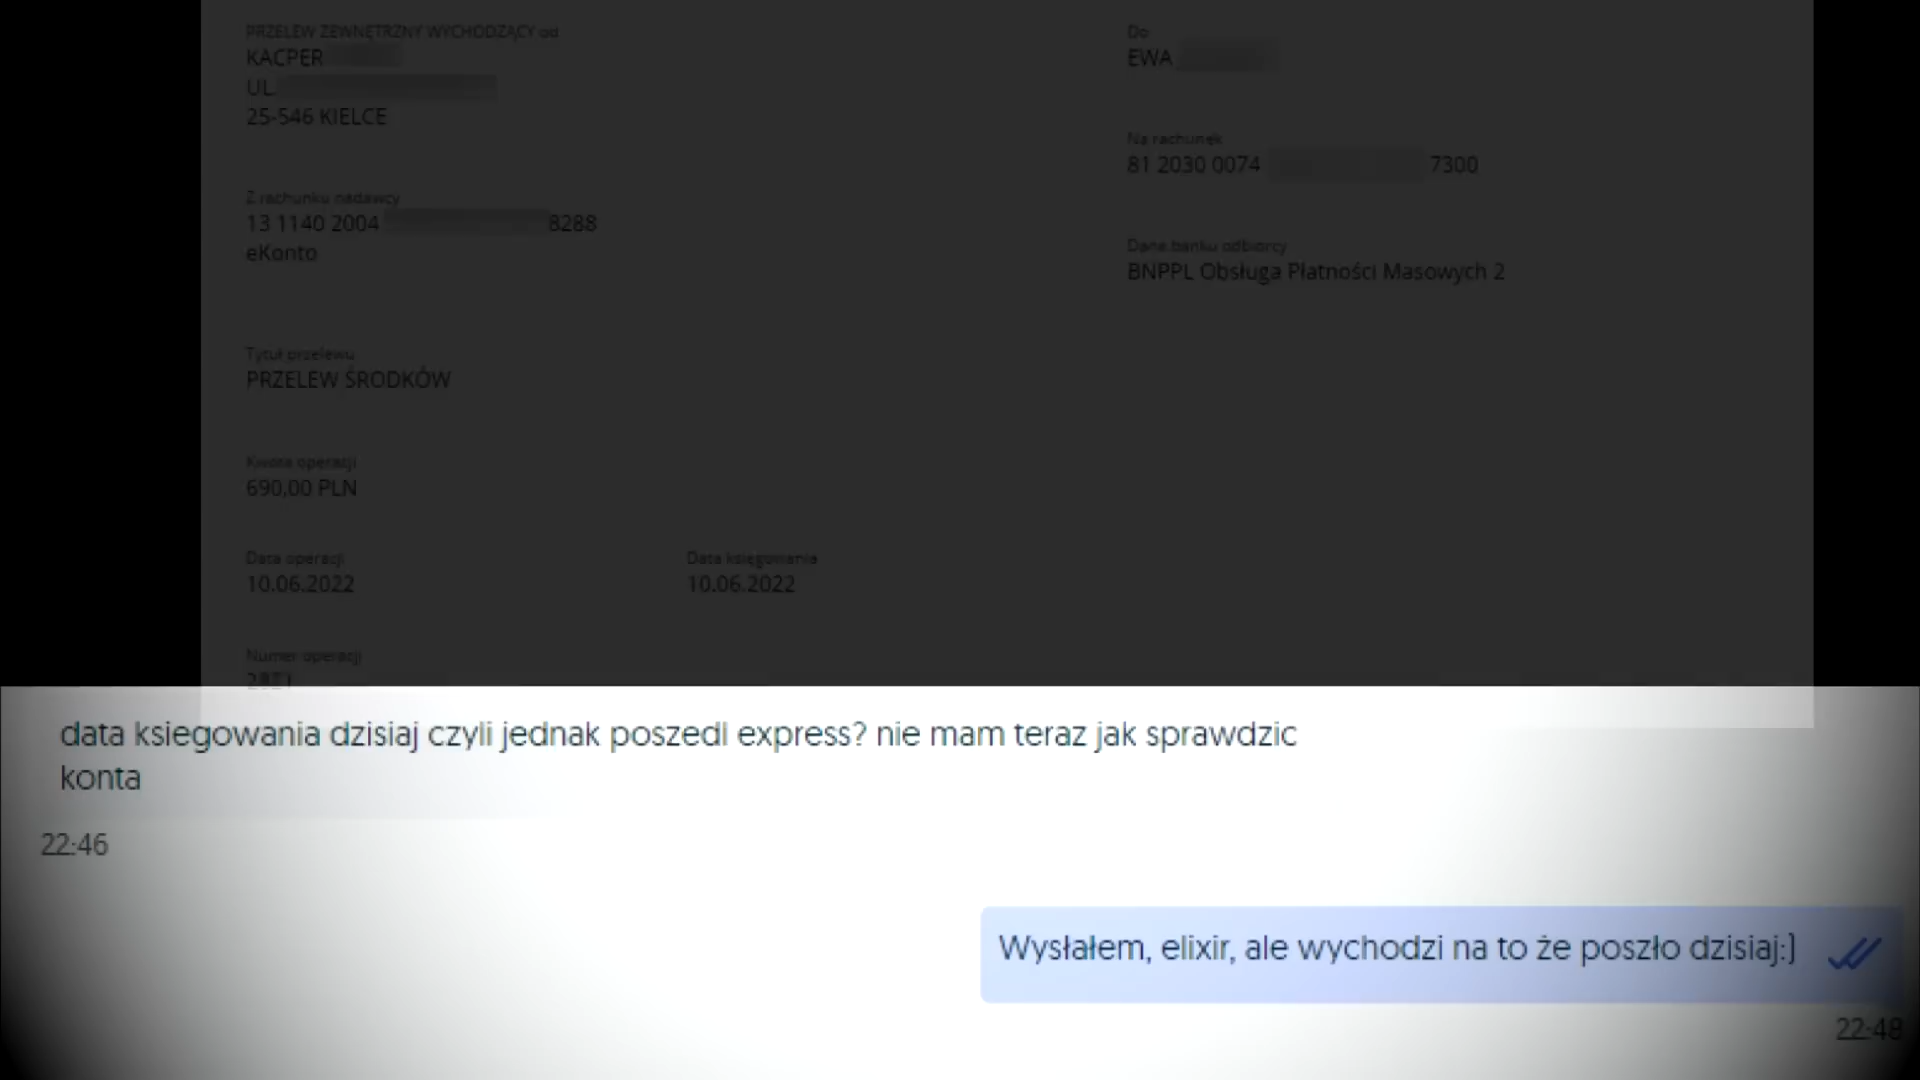 PRZELEW ZEWNĘTRZNY WYCHODZĄCY od
KACPER
UL.
25-546 KIELCE
Z rachunku nadawcy
13 1140 2004 8288
eKonto
Do
EWA
Na rachunek
81 2030 0074 7300
Dane banku odbiorcy
BNPPL Obsługa Płatności Masowych 2
Tytuł przelewu
PRZELEW ŚRODKÓW
Kwota operacji
690,00 PLN
Data operacji
10.06.2022
Data księgowania
10.06.2022
Numer operacji
data ksiegowania dzisiaj czyli jednak poszedl express? nie mam teraz jak sprawdzic
konta
22:46
Wysłałem, elixir, ale wychodzi na to że poszło dzisiaj:)
22:48